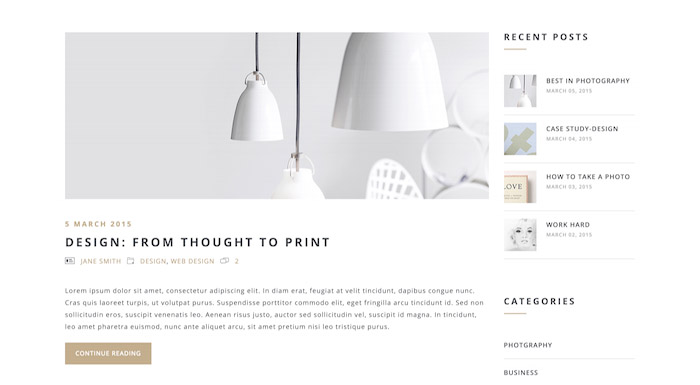 5 MARCH 2015
DESIGN: FROM THOUGHT TO PRINT
JANE SMITH DESIGN, WEB DESIGN 2
Lorem ipsum dolor sit amet, consectetur adipiscing elit. In diam erat, feugiat at velit tincidunt, dapibus congue nunc.
Cras quis laoreet turpis, ut volutpat purus. Suspendisse porttitor commodo elit, eget fringilla arcu tincidunt id. Sed non
sollicitudin eros, suscipit venenatis leo. Aenean risus justo, auctor sed sollicitudin vel, suscipit id magna. In tincidunt,
leo amet pharetra euismod, nunc ante aliquet arcu, sit amet pretium nisi leo tristique purus.
CONTINUE READING
RECENT POSTS
BEST IN PHOTOGRAPHY
MARCH 05, 2015
CASE STUDY-DESIGN
MARCH 04, 2015
LOVE
HOW TO TAKE A PHOTO
MARCH 03, 2015
WORK HARD
MARCH 02, 2015
CATEGORIES
PHOTGRAPHY
BUSINESS